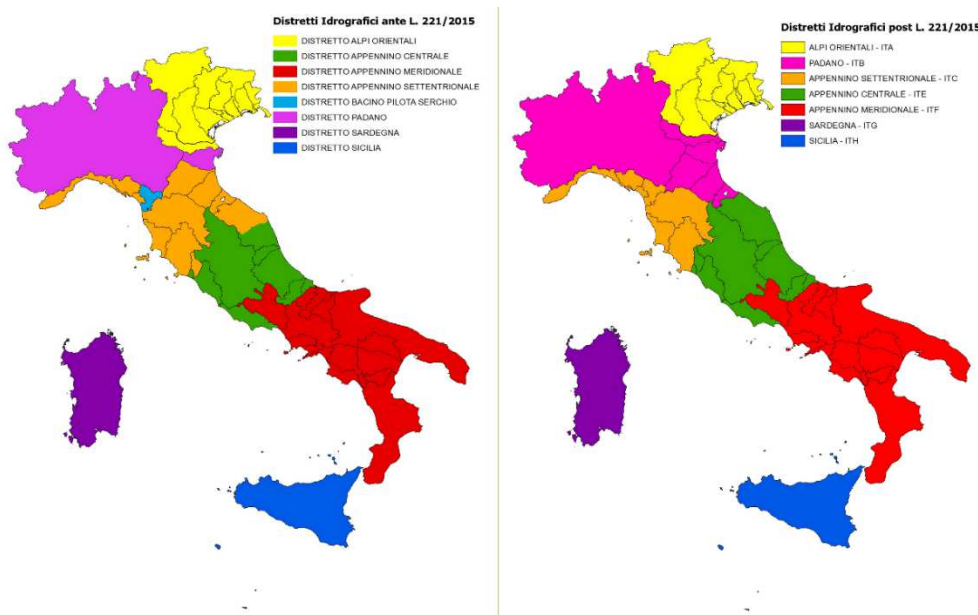 Distretti Idrografici ante L. 221/2015
DISTRETTO ALPI ORIENTALI
DISTRETTO APPENNINO CENTRALE
DISTRETTO APPENNINO MERIDIONALE
DISTRETTO APPENNINO SETTENTRIONALE
DISTRETTO BACINO PILOTA SERCHIO
DISTRETTO PADANO
DISTRETTO SARDEGNA
DISTRETTO SICILIA
Distretti Idrografici post L. 221/2015
ALPI ORIENTALI - ITA
PADANO - ITB
APPENNINO SETTENTRIONALE - ITC
APPENNINO CENTRALE - ITE
APPENNINO MERIDIONALE - ITF
SARDEGNA - ITG
SICILIA - ITH